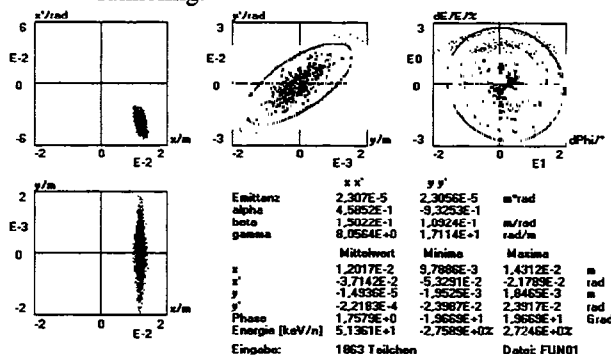 x'/rad
6
E-2
0
-6
-2
0
E-2
x/m
2
y'/rad
3
E-2
0
-3
-2
0
E-3
y/m
2
dE/E/%
3
E0
0
-3
-2
0
E1
dPhi/°
2
y/m
2
E-3
0
-2
-2
0
E-2
x/m
2
x x' y y'
Emittanz 2,307E-5 2,3056E-5 m*rad
alpha 4,5852E-1 -9,3253E-1
beta 1,5022E-1 1,0924E-1 m/rad
gamma 8,0564E+0 1,7114E+1 rad/m
Mittelwert Minima Maxima
x 1,2017E-2 9,7886E-3 1,4312E-2 m
x' -3,7142E-2 -5,3291E-2 -2,1789E-2 rad
y -1,4936E-5 -1,9525E-3 1,8465E-3 m
y' -2,2183E-4 -2,3987E-2 2,3917E-2 rad
Phase 1,7579E+0 -1,9669E+1 1,9669E+1 Grad
Energie [keV/n] 5,1361E+1 -2,7589E+0% 2,7246E+0%
Eingabe: 1863 Teilchen Datei: FUN01